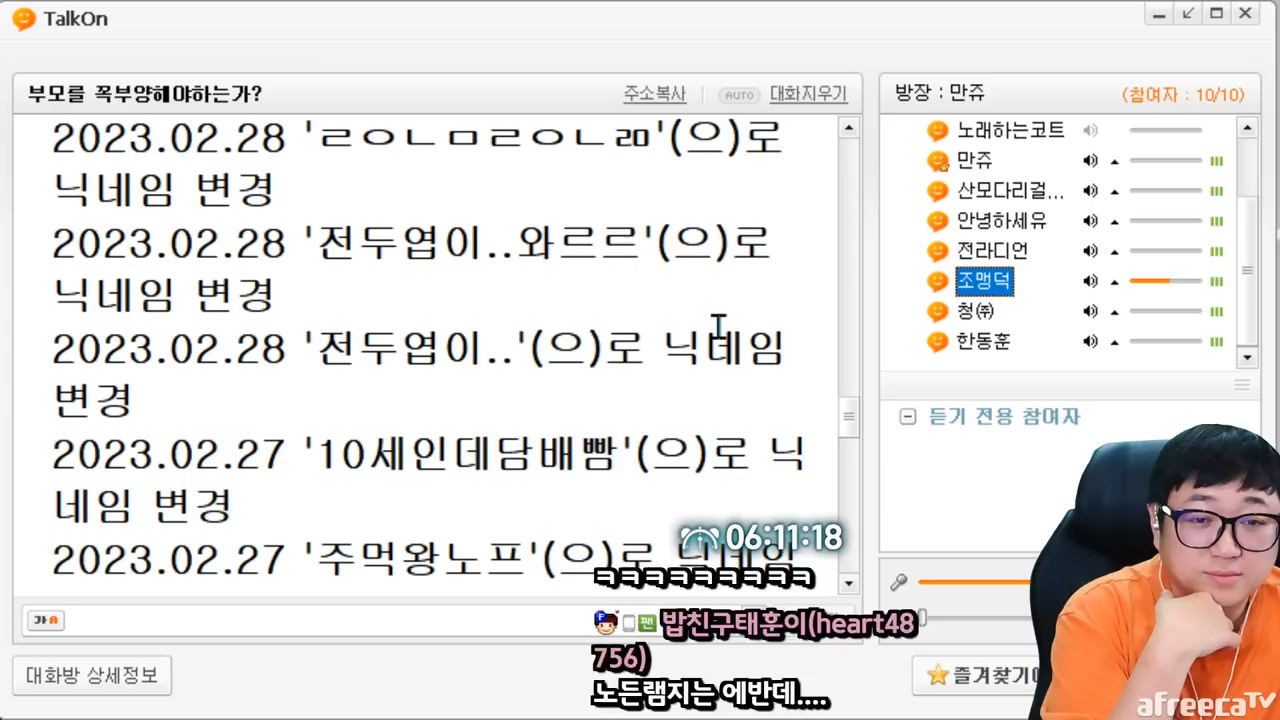 TalkOn
부모를 꼭부양해야하는가?
주소복사
AUTO
대화지우기
2023.02.28 'ㄹㅇㄴㅁㄹㅇㄴㄻ'(으)로
닉네임 변경
2023.02.28 '전두엽이..와르르'(으)로
닉네임 변경
2023.02.28 '전두엽이..'(으)로 닉네임
변경
2023.02.27 '10세인데담배빰'(으)로 닉
네임 변경
2023.02.27 '주먹왕노프'(으)로 닉네임
가A
대화방 상세정보
방장 : 만쥬
(참여자 : 10/10)
노래하는코트
만쥬
산모다리걸...
안녕하세유
전라디언
조맹덕
청㈜
한동훈
듣기 전용 참여자
즐겨찾기에
06:11:18
ㅋㅋㅋㅋㅋㅋㅋㅋㅋ
F 짼 밥친구태훈이(heart48
756)
노든램지는 에반데....
afreecaTV